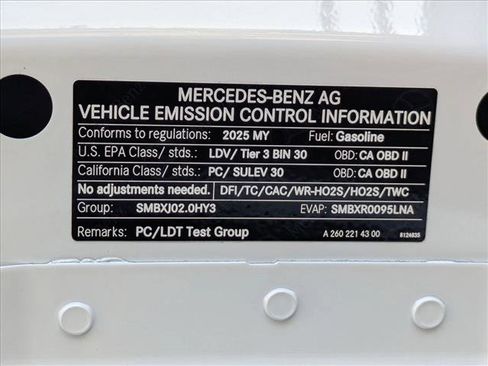 MERCEDES-BENZ AG
VEHICLE EMISSION CONTROL INFORMATION
Conforms to regulations: 2025 MY Fuel: Gasoline
U.S. EPA Class/ stds.: LDV/ Tier 3 BIN 30 OBD: CA OBD II
California Class/ stds.: PC/ SULEV 30 OBD: CA OBD II
No adjustments needed. DFI/TC/CAC/WR-HO2S/HO2S/TWC
Group: SMBXJ02.0HY3 EVAP: SMBXR0095LNA
Remarks: PC/LDT Test Group A 260 221 43 00 8124835